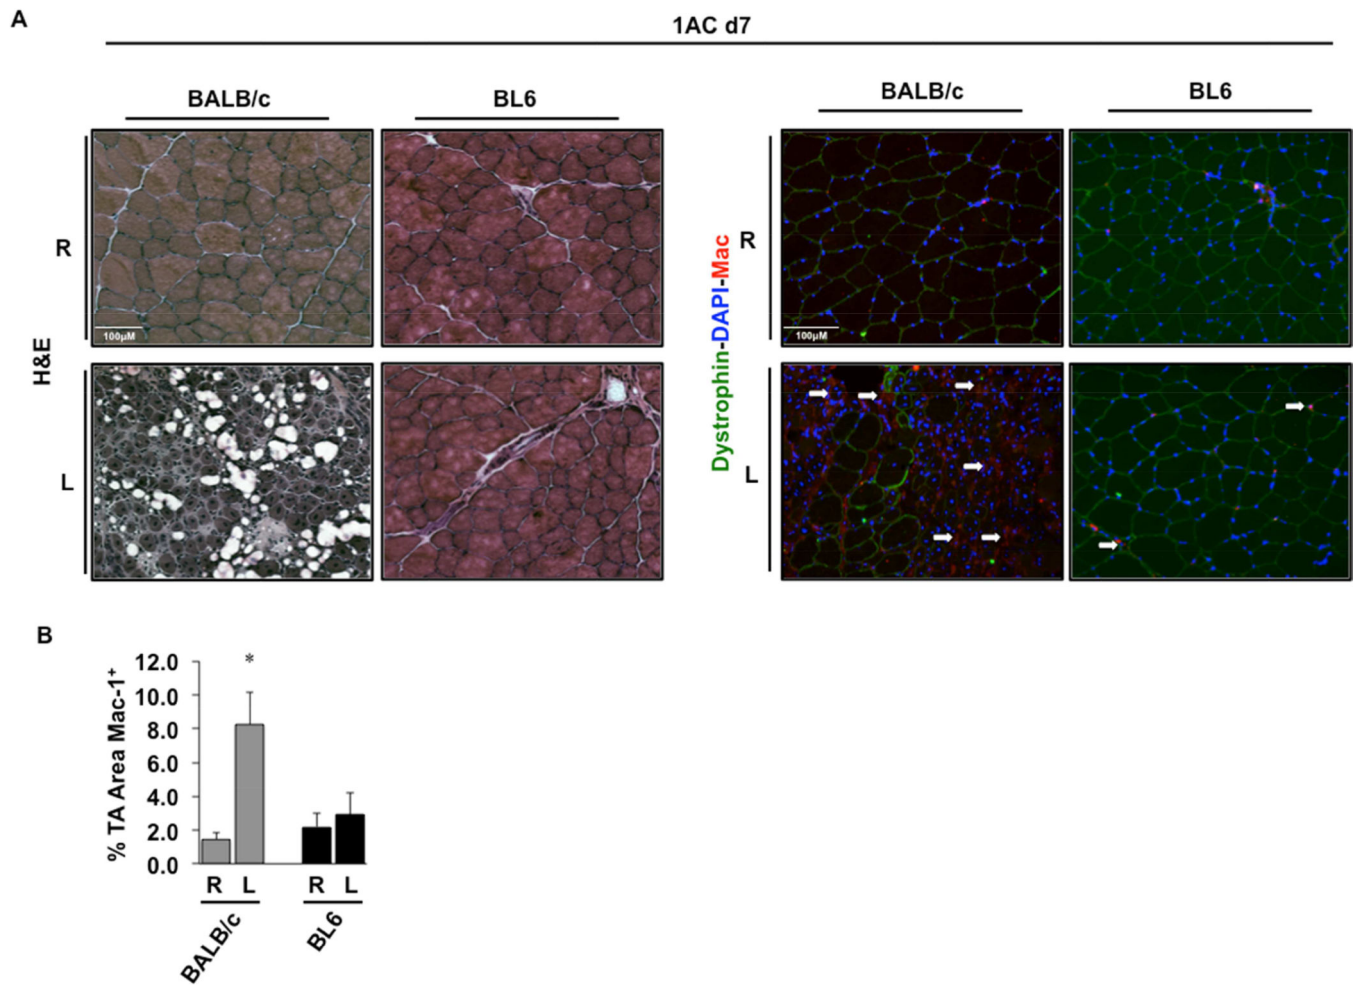 A
1AC d7
BALB/c
BL6
BALB/c
BL6
H&E
R
100µM
L
Dystrophin-DAPI-Mac
R
100µM
L
B
% TA Area Mac-1+
12.0
10.0
8.0
6.0
4.0
2.0
0.0
*
R L R L
BALB/c
BL6